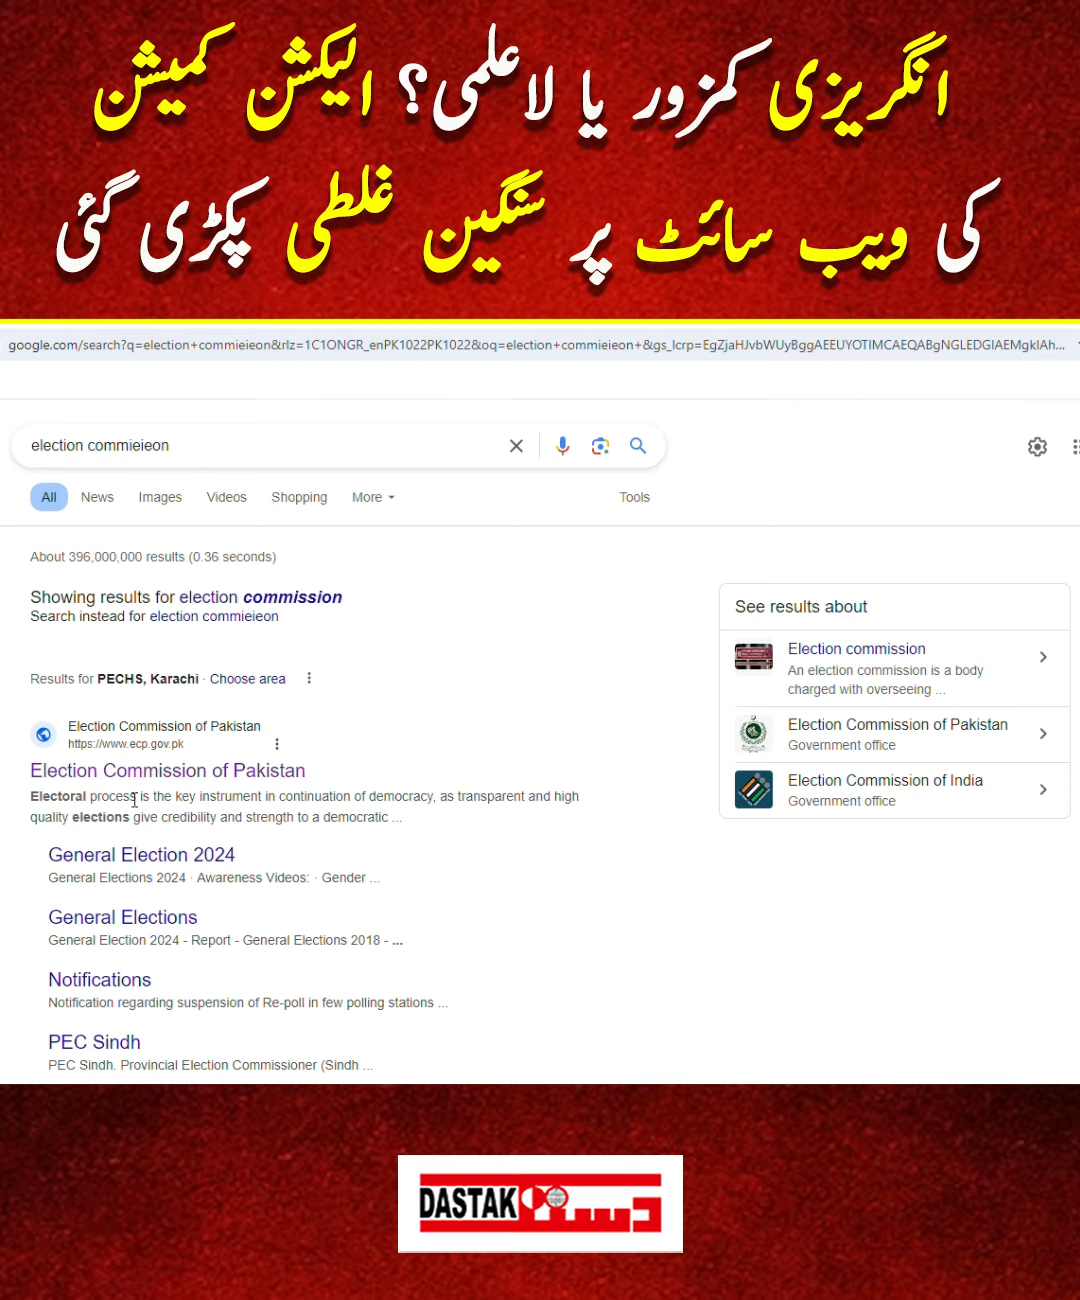 انگریزی کمزور یا لاعلمی؟ الیکشن کمیشن
کی ویب سائٹ پر سنگین غلطی پکڑی گئی
google.com/search?q=election+commieieon&rlz=1C1ONGR_enPK1022PK1022&oq=election+commieieon+&gs_lcrp=EgZjaHJvbWUyBggAEEUYOTIMCAEQABgNGLEDGIAEMgkIAh...
election commieieon
All News Images Videos Shopping More Tools
About 396,000,000 results (0.36 seconds)
Showing results for election commission
Search instead for election commieieon
Results for PECHS, Karachi · Choose area
Election Commission of Pakistan
https://www.ecp.gov.pk
Election Commission of Pakistan
Electoral process is the key instrument in continuation of democracy, as transparent and high
quality elections give credibility and strength to a democratic ...
General Election 2024
General Elections 2024 · Awareness Videos: · Gender ...
General Elections
General Election 2024 - Report - General Elections 2018 - ...
Notifications
Notification regarding suspension of Re-poll in few polling stations ...
PEC Sindh
PEC Sindh. Provincial Election Commissioner (Sindh ...
See results about
Election commission
An election commission is a body
charged with overseeing ...
Election Commission of Pakistan
Government office
Election Commission of India
Government office
DASTAK دستک